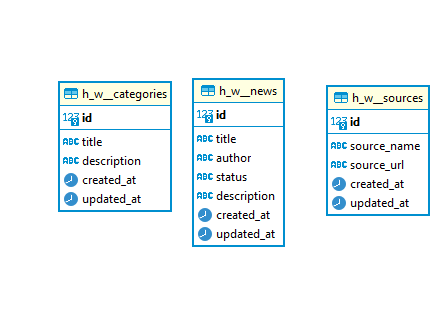 h_w__categories
123 id
ABC title
ABC description
created_at
updated_at
h_w__news
123 id
ABC title
ABC author
ABC status
ABC description
created_at
updated_at
h_w__sources
123 id
ABC source_name
ABC source_url
created_at
updated_at